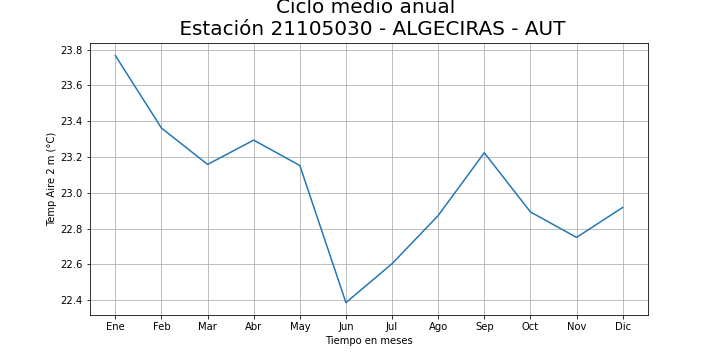 Ciclo medio anual
Estación 21105030 - ALGECIRAS - AUT
23.8
23.6
23.4
23.2
23.0
22.8
22.6
22.4
Temp Aire 2 m (°C)
Ene Feb Mar Abr May Jun Jul Ago Sep Oct Nov Dic
Tiempo en meses